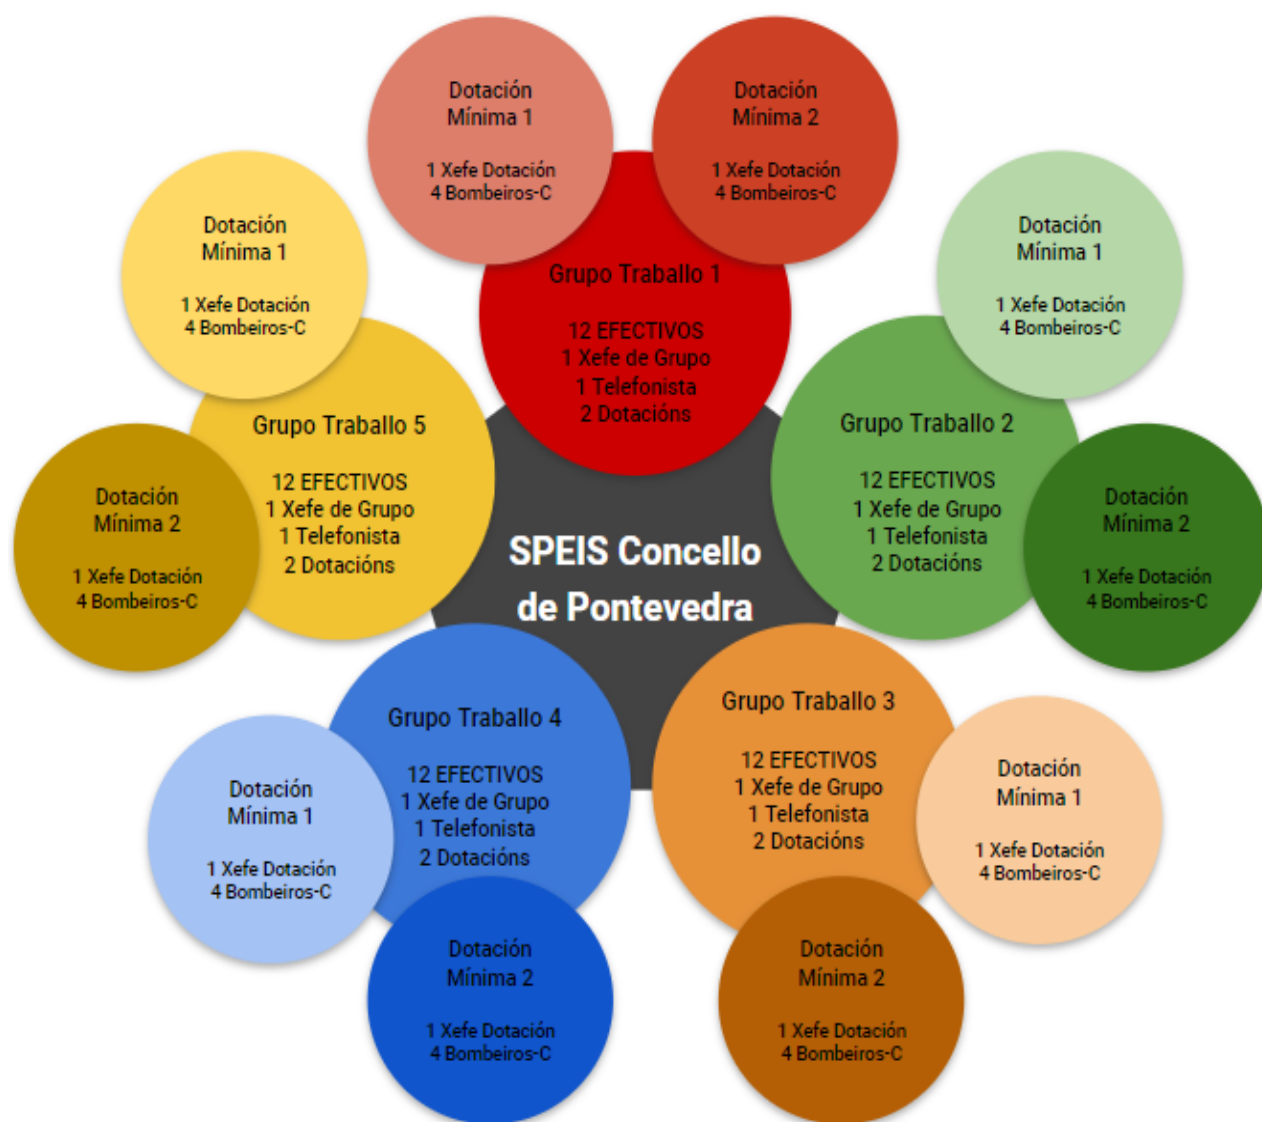 Dotación
Mínima 1
1 Xefe Dotación
4 Bombeiros-C
Dotación
Mínima 2
1 Xefe Dotación
4 Bombeiros-C
Grupo Traballo 1
12 EFECTIVOS
1 Xefe de Grupo
1 Telefonista
2 Dotacións
Dotación
Mínima 1
1 Xefe Dotación
4 Bombeiros-C
Dotación
Mínima 2
1 Xefe Dotación
4 Bombeiros-C
Grupo Traballo 2
12 EFECTIVOS
1 Xefe de Grupo
1 Telefonista
2 Dotacións
Dotación
Mínima 1
1 Xefe Dotación
4 Bombeiros-C
Dotación
Mínima 2
1 Xefe Dotación
4 Bombeiros-C
Grupo Traballo 5
12 EFECTIVOS
1 Xefe de Grupo
1 Telefonista
2 Dotacións
SPEIS Concello
de Pontevedra
Grupo Traballo 4
12 EFECTIVOS
1 Xefe de Grupo
1 Telefonista
2 Dotacións
Dotación
Mínima 1
1 Xefe Dotación
4 Bombeiros-C
Dotación
Mínima 2
1 Xefe Dotación
4 Bombeiros-C
Grupo Traballo 3
12 EFECTIVOS
1 Xefe de Grupo
1 Telefonista
2 Dotacións
Dotación
Mínima 1
1 Xefe Dotación
4 Bombeiros-C
Dotación
Mínima 2
1 Xefe Dotación
4 Bombeiros-C